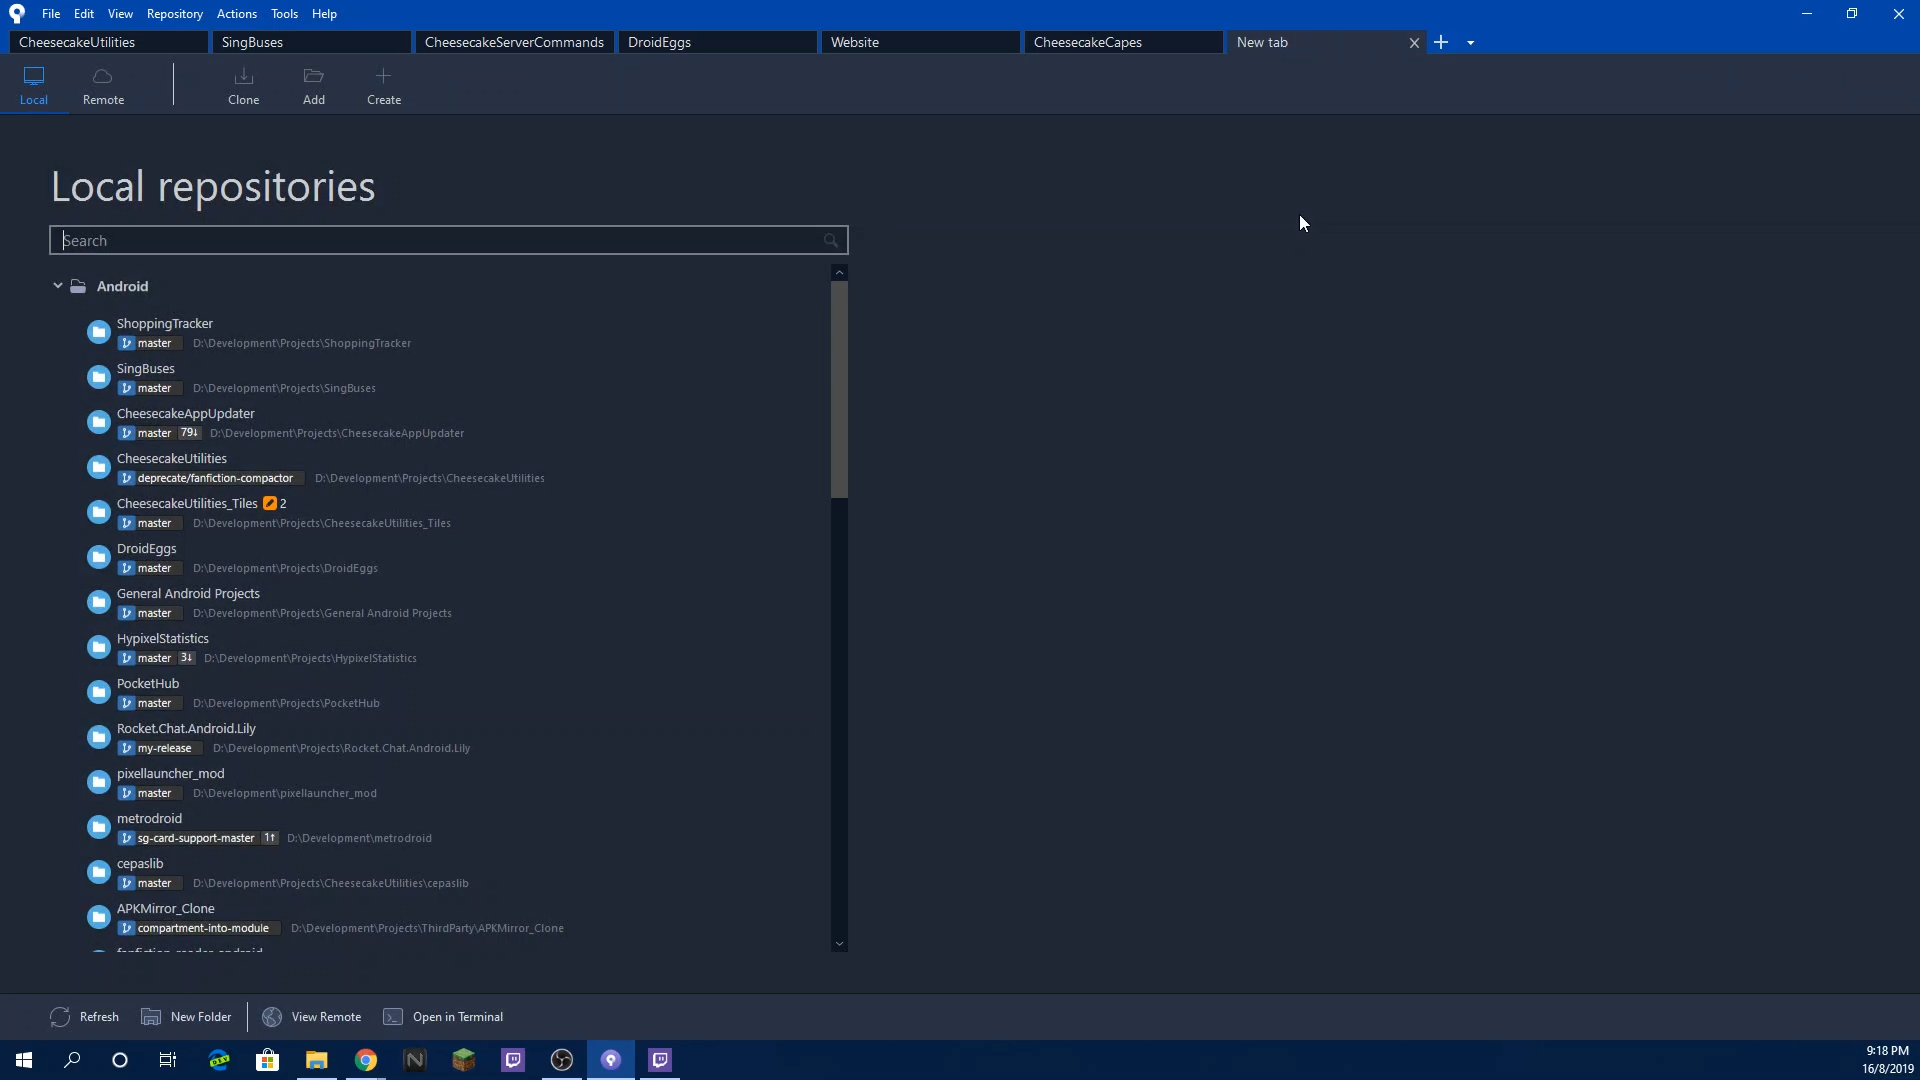 File Edit View Repository Actions Tools Help
CheesecakeUtilities SingBuses CheesecakeServerCommands DroidEggs Website CheesecakeCapes New tab
Local Remote Clone Add Create
Local repositories
Search
Android
ShoppingTracker
master D:\Development\Projects\ShoppingTracker
SingBuses
master D:\Development\Projects\SingBuses
CheesecakeAppUpdater
master 79↓ D:\Development\Projects\CheesecakeAppUpdater
CheesecakeUtilities
deprecate/fanfiction-compactor D:\Development\Projects\CheesecakeUtilities
CheesecakeUtilities_Tiles 2
master D:\Development\Projects\CheesecakeUtilities_Tiles
DroidEggs
master D:\Development\Projects\DroidEggs
General Android Projects
master D:\Development\Projects\General Android Projects
HypixelStatistics
master 3↓ D:\Development\Projects\HypixelStatistics
PocketHub
master D:\Development\Projects\PocketHub
Rocket.Chat.Android.Lily
my-release D:\Development\Projects\Rocket.Chat.Android.Lily
pixellauncher_mod
master D:\Development\pixellauncher_mod
metrodroid
sg-card-support-master 1↑ D:\Development\metrodroid
cepaslib
master D:\Development\Projects\CheesecakeUtilities\cepaslib
APKMirror_Clone
compartment-into-module D:\Development\Projects\ThirdParty\APKMirror_Clone
Refresh New Folder View Remote Open in Terminal
DEV
9:18 PM
16/8/2019